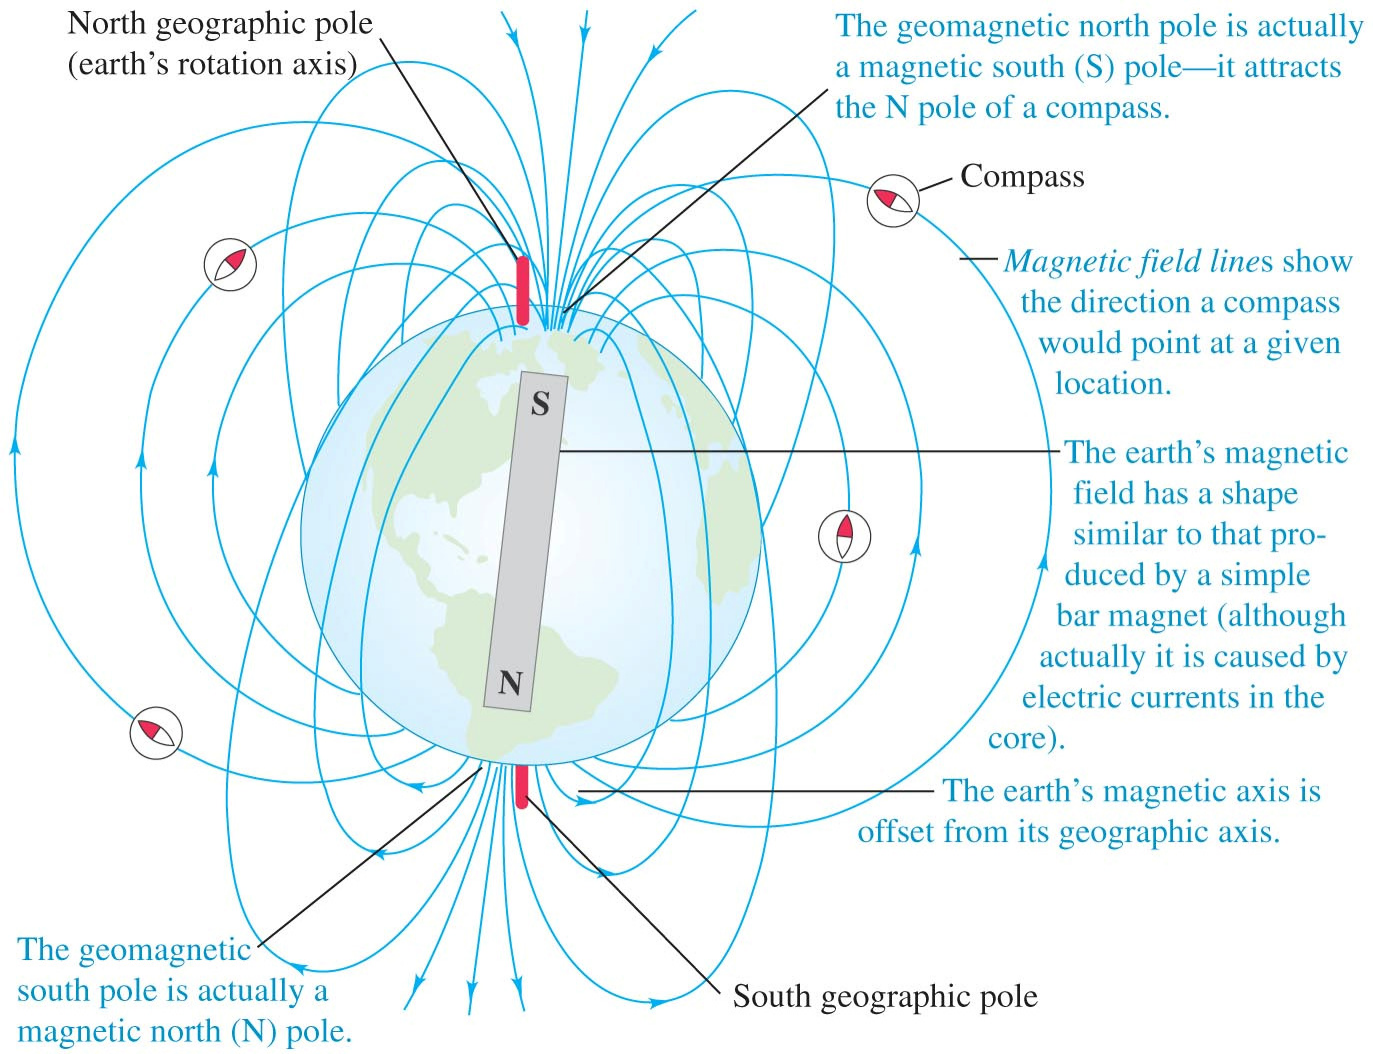 North geographic pole
(earth's rotation axis)
The geomagnetic north pole is actually
a magnetic south (S) pole—it attracts
the N pole of a compass.
Compass
Magnetic field lines show
the direction a compass
would point at a given
location.
S
The earth's magnetic
field has a shape
similar to that pro-
duced by a simple
bar magnet (although
actually it is caused by
electric currents in the
core).
N
The earth's magnetic axis is
offset from its geographic axis.
The geomagnetic
south pole is actually a
magnetic north (N) pole.
South geographic pole